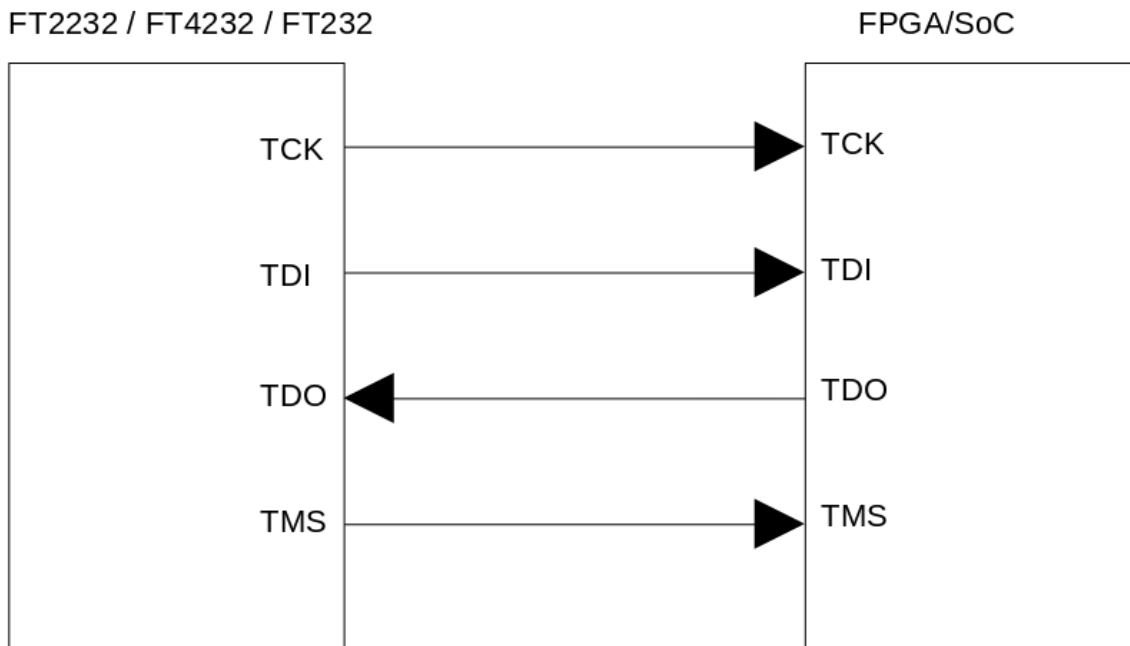 FT2232 / FT4232 / FT232
FPGA/SoC
TCK
TCK
TDI
TDI
TDO
TDO
TMS
TMS